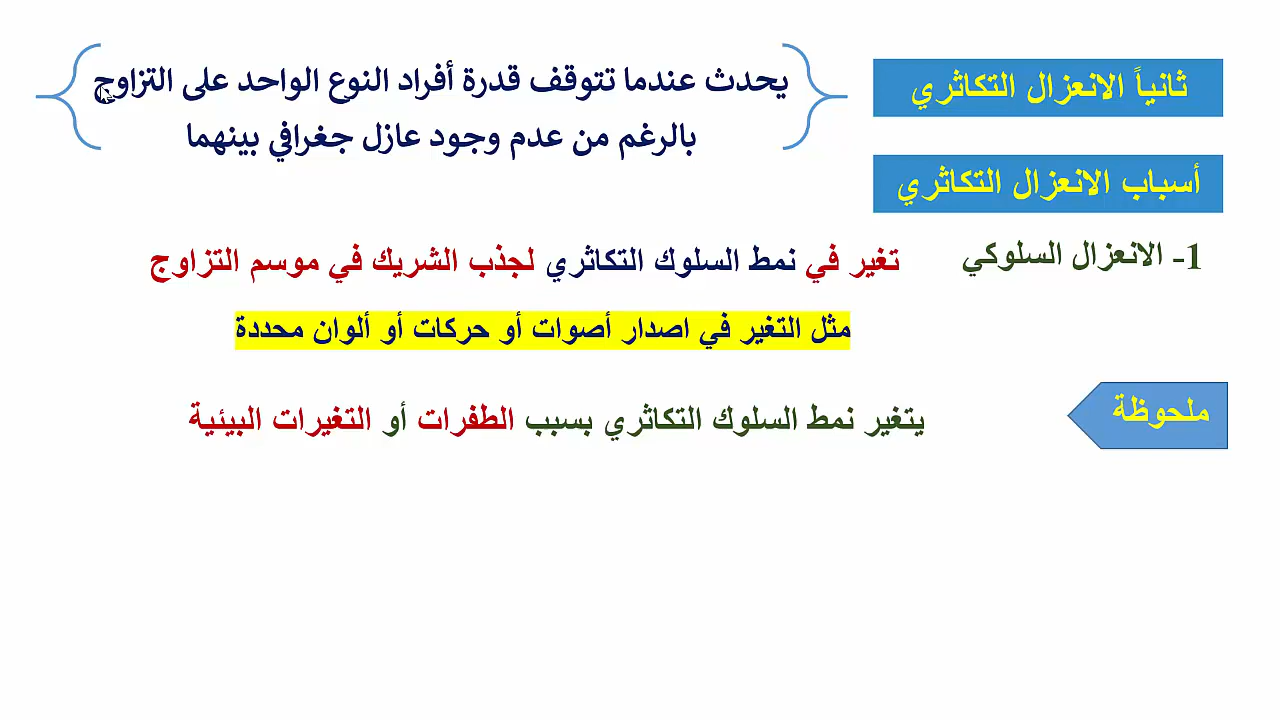 ثانياً الانعزال التكاثري
يحدث عندما تتوقف قدرة أفراد النوع الواحد على التزاوج
بالرغم من عدم وجود عازل جغرافي بينهما
أسباب الانعزال التكاثري
1- الانعزال السلوكي
تغير في نمط السلوك التكاثري لجذب الشريك في موسم التزاوج
مثل التغير في اصدار أصوات أو حركات أو ألوان محددة
ملحوظة
يتغير نمط السلوك التكاثري بسبب الطفرات أو التغيرات البيئية